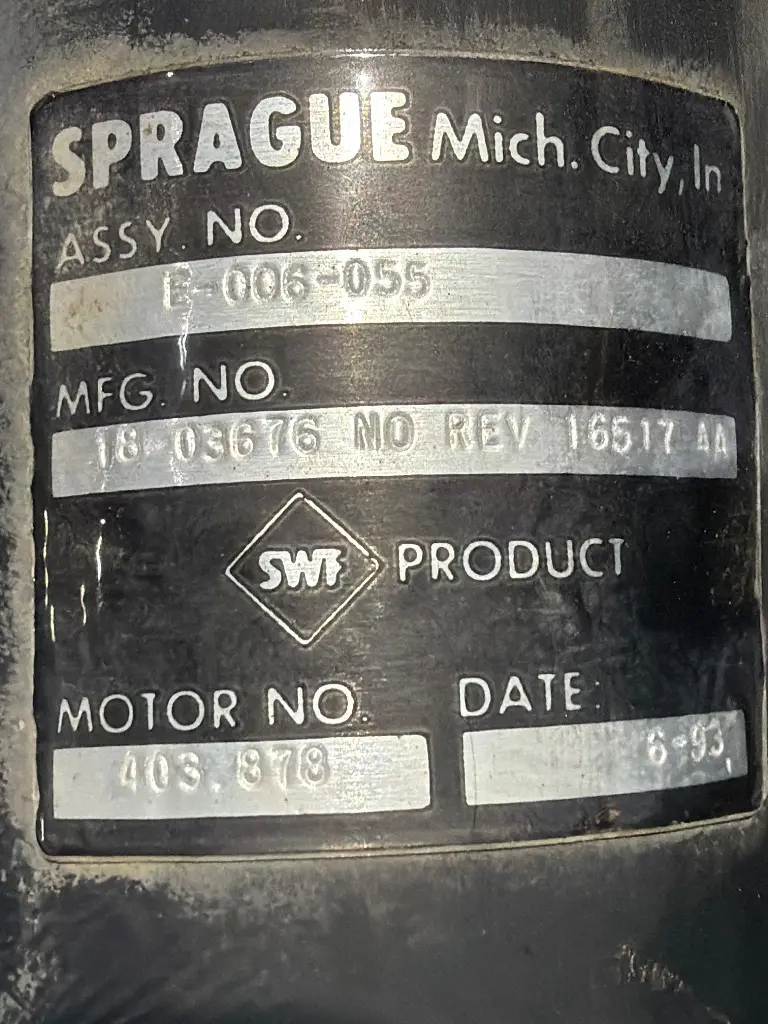 SPRAGUE Mich. City, In
ASSY. NO.
E-006-055
MFG. NO.
18-03676 NO REV 16517 AA
SWF PRODUCT
MOTOR NO. DATE:
403.878 6-93